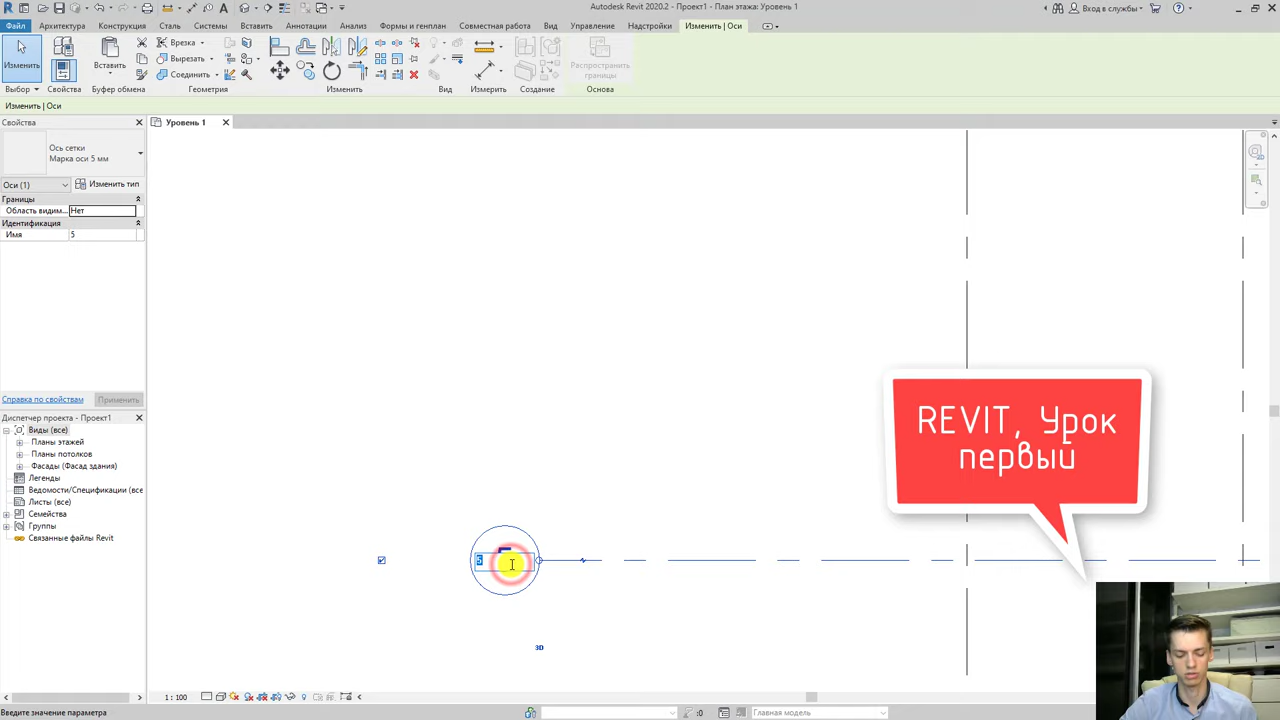 Autodesk Revit 2020.2 - Проект1 - План этажа: Уровень 1
Вход в службы
Файл Архитектура Конструкция Сталь Системы Вставить Аннотации Анализ Формы и генплан Совместная работа Вид Управление Надстройки Изменить | Оси
Изменить
Вставить
Врезка
Вырезать
Соединить
Распространить
границы
Выбор Свойства Буфер обмена Геометрия Изменить Вид Измерить Создание Основа
Изменить | Оси
Свойства
Уровень 1
Ось сетки
Марка оси 5 мм
Оси (1)
Изменить тип
Границы
Область видим... Нет
Идентификация
Имя 5
Справка по свойствам
Применить
Диспетчер проекта - Проект1
Виды (все)
Планы этажей
Планы потолков
Фасады (Фасад здания)
Легенды
Ведомости/Спецификации (все
Листы (все)
Семейства
Группы
Связанные файлы Revit
5
3D
REVIT, Урок
первый
1 : 100
Введите значение параметра
:0
Главная модель